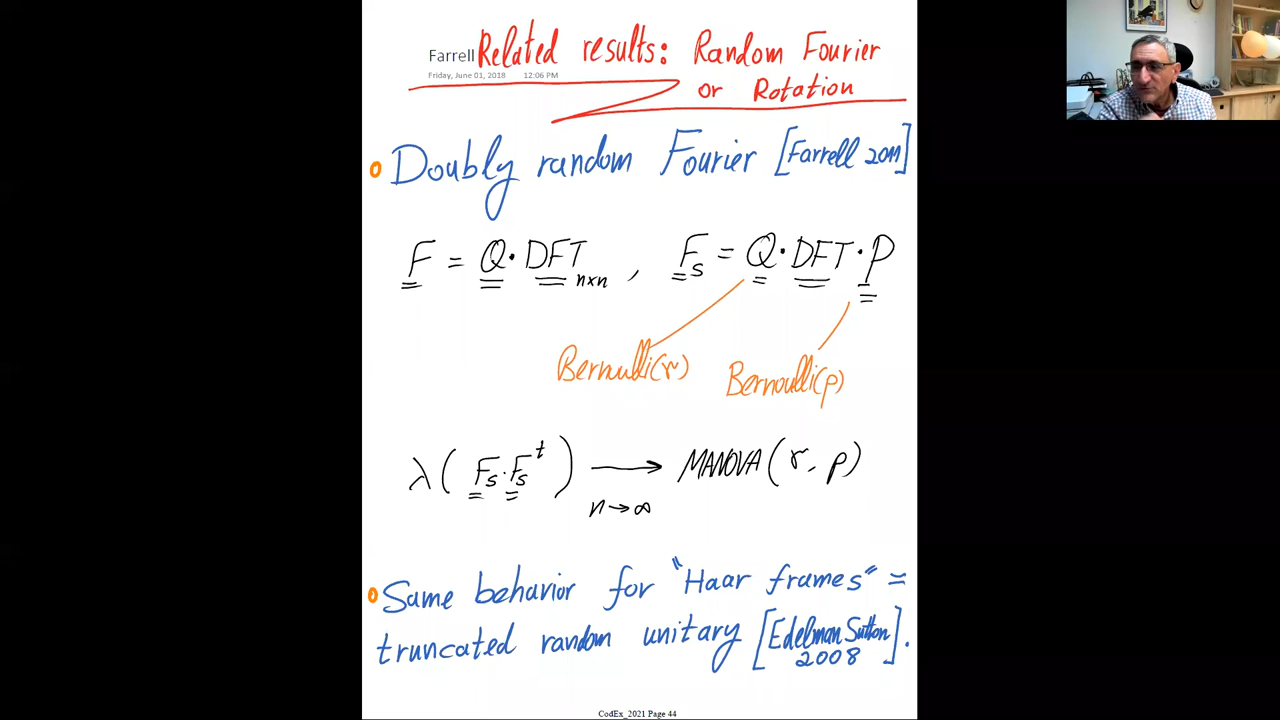 Farrell Related results: Random Fourier
Friday, June 01, 2018 12:06 PM
or Rotation
Doubly random Fourier [Farrell 2011]
F = Q · DFT n×n , Fs = Q · DFT · P
Bernulli(r) Bernoulli(p)
λ( Fs · Fs^t ) → MANOVA(r, p)
n→∞
Same behavior for "Haar frames" =
truncated random unitary [Edelman Sutton
2008].
CodEx_2021 Page 44